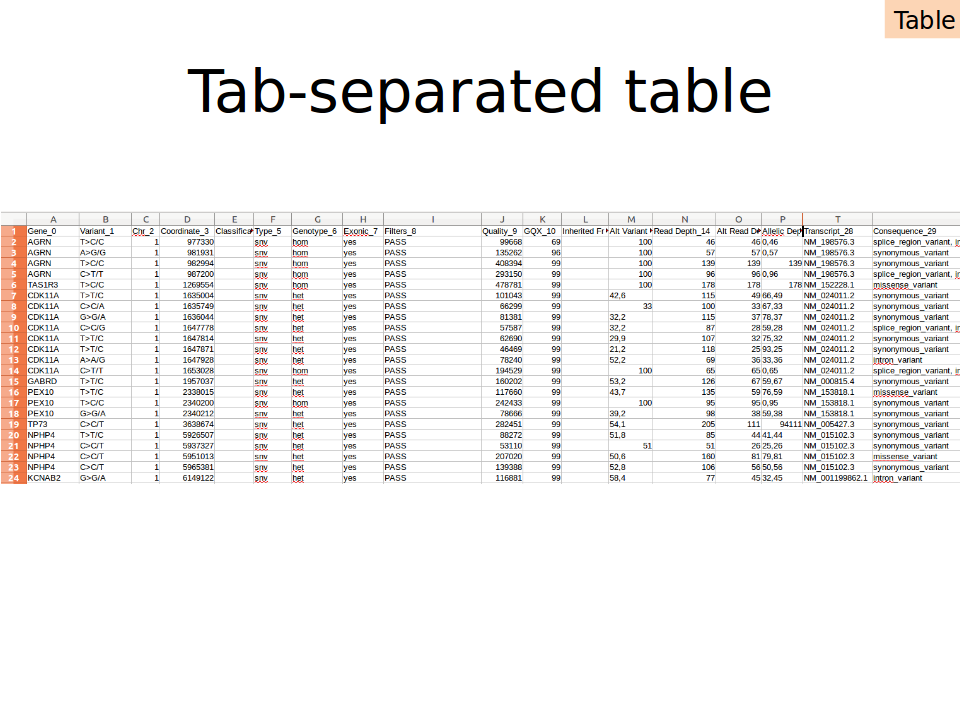 Table
Tab-separated table
A B C D E F G H I J K L M N O P T
1 Gene_0 Variant_1 Chr_2 Coordinate_3 Classifica Type_5 Genotype_6 Exonic_7 Filters_8 Quality_9 GQX_10 Inherited Fr Alt Variant Read Depth_14 Alt Read D Allelic Dep Transcript_28 Consequence_29
2 AGRN T>C/C 1 977330 snv hom yes PASS 99668 69 100 46 46 0,46 NM_198576.3 splice_region_variant, in
3 AGRN A>G/G 1 981931 snv hom yes PASS 135262 96 100 57 57 0,57 NM_198576.3 synonymous_variant
4 AGRN T>C/C 1 982994 snv hom yes PASS 408394 99 100 139 139 139 NM_198576.3 synonymous_variant
5 AGRN C>T/T 1 987200 snv hom yes PASS 293150 99 100 96 96 0,96 NM_198576.3 splice_region_variant, in
6 TAS1R3 T>C/C 1 1269554 snv hom yes PASS 478781 99 100 178 178 178 NM_152228.1 missense_variant
7 CDK11A T>T/C 1 1635004 snv het yes PASS 101043 99 42,6 115 49 66,49 NM_024011.2 synonymous_variant
8 CDK11A C>C/A 1 1635749 snv het yes PASS 66299 99 33 100 33 67,33 NM_024011.2 synonymous_variant
9 CDK11A G>G/A 1 1636044 snv het yes PASS 81381 99 32,2 115 37 78,37 NM_024011.2 synonymous_variant
10 CDK11A C>C/G 1 1647778 snv het yes PASS 57587 99 32,2 87 28 59,28 NM_024011.2 splice_region_variant, in
11 CDK11A T>T/C 1 1647814 snv het yes PASS 62690 99 29,9 107 32 75,32 NM_024011.2 synonymous_variant
12 CDK11A T>T/C 1 1647871 snv het yes PASS 46469 99 21,2 118 25 93,25 NM_024011.2 synonymous_variant
13 CDK11A A>A/G 1 1647928 snv het yes PASS 78240 99 52,2 69 36 33,36 NM_024011.2 intron_variant
14 CDK11A C>T/T 1 1653028 snv hom yes PASS 194529 99 100 65 65 0,65 NM_024011.2 splice_region_variant, in
15 GABRD T>T/C 1 1957037 snv het yes PASS 160202 99 53,2 126 67 59,67 NM_000815.4 synonymous_variant
16 PEX10 T>T/C 1 2338015 snv het yes PASS 117660 99 43,7 135 59 76,59 NM_153818.1 missense_variant
17 PEX10 T>C/C 1 2340200 snv hom yes PASS 242433 99 100 95 95 0,95 NM_153818.1 synonymous_variant
18 PEX10 G>G/A 1 2340212 snv het yes PASS 78666 99 39,2 98 38 59,38 NM_153818.1 synonymous_variant
19 TP73 C>C/T 1 3638674 snv het yes PASS 282451 99 54,1 205 111 94111 NM_005427.3 synonymous_variant
20 NPHP4 T>T/C 1 5926507 snv het yes PASS 88272 99 51,8 85 44 41,44 NM_015102.3 synonymous_variant
21 NPHP4 C>C/T 1 5937327 snv het yes PASS 53110 99 51 51 26 25,26 NM_015102.3 synonymous_variant
22 NPHP4 C>C/T 1 5951013 snv het yes PASS 207020 99 50,6 160 81 79,81 NM_015102.3 missense_variant
23 NPHP4 C>C/T 1 5965381 snv het yes PASS 139388 99 52,8 106 56 50,56 NM_015102.3 synonymous_variant
24 KCNAB2 G>G/A 1 6149122 snv het yes PASS 116881 99 58,4 77 45 32,45 NM_001199862.1 intron_variant